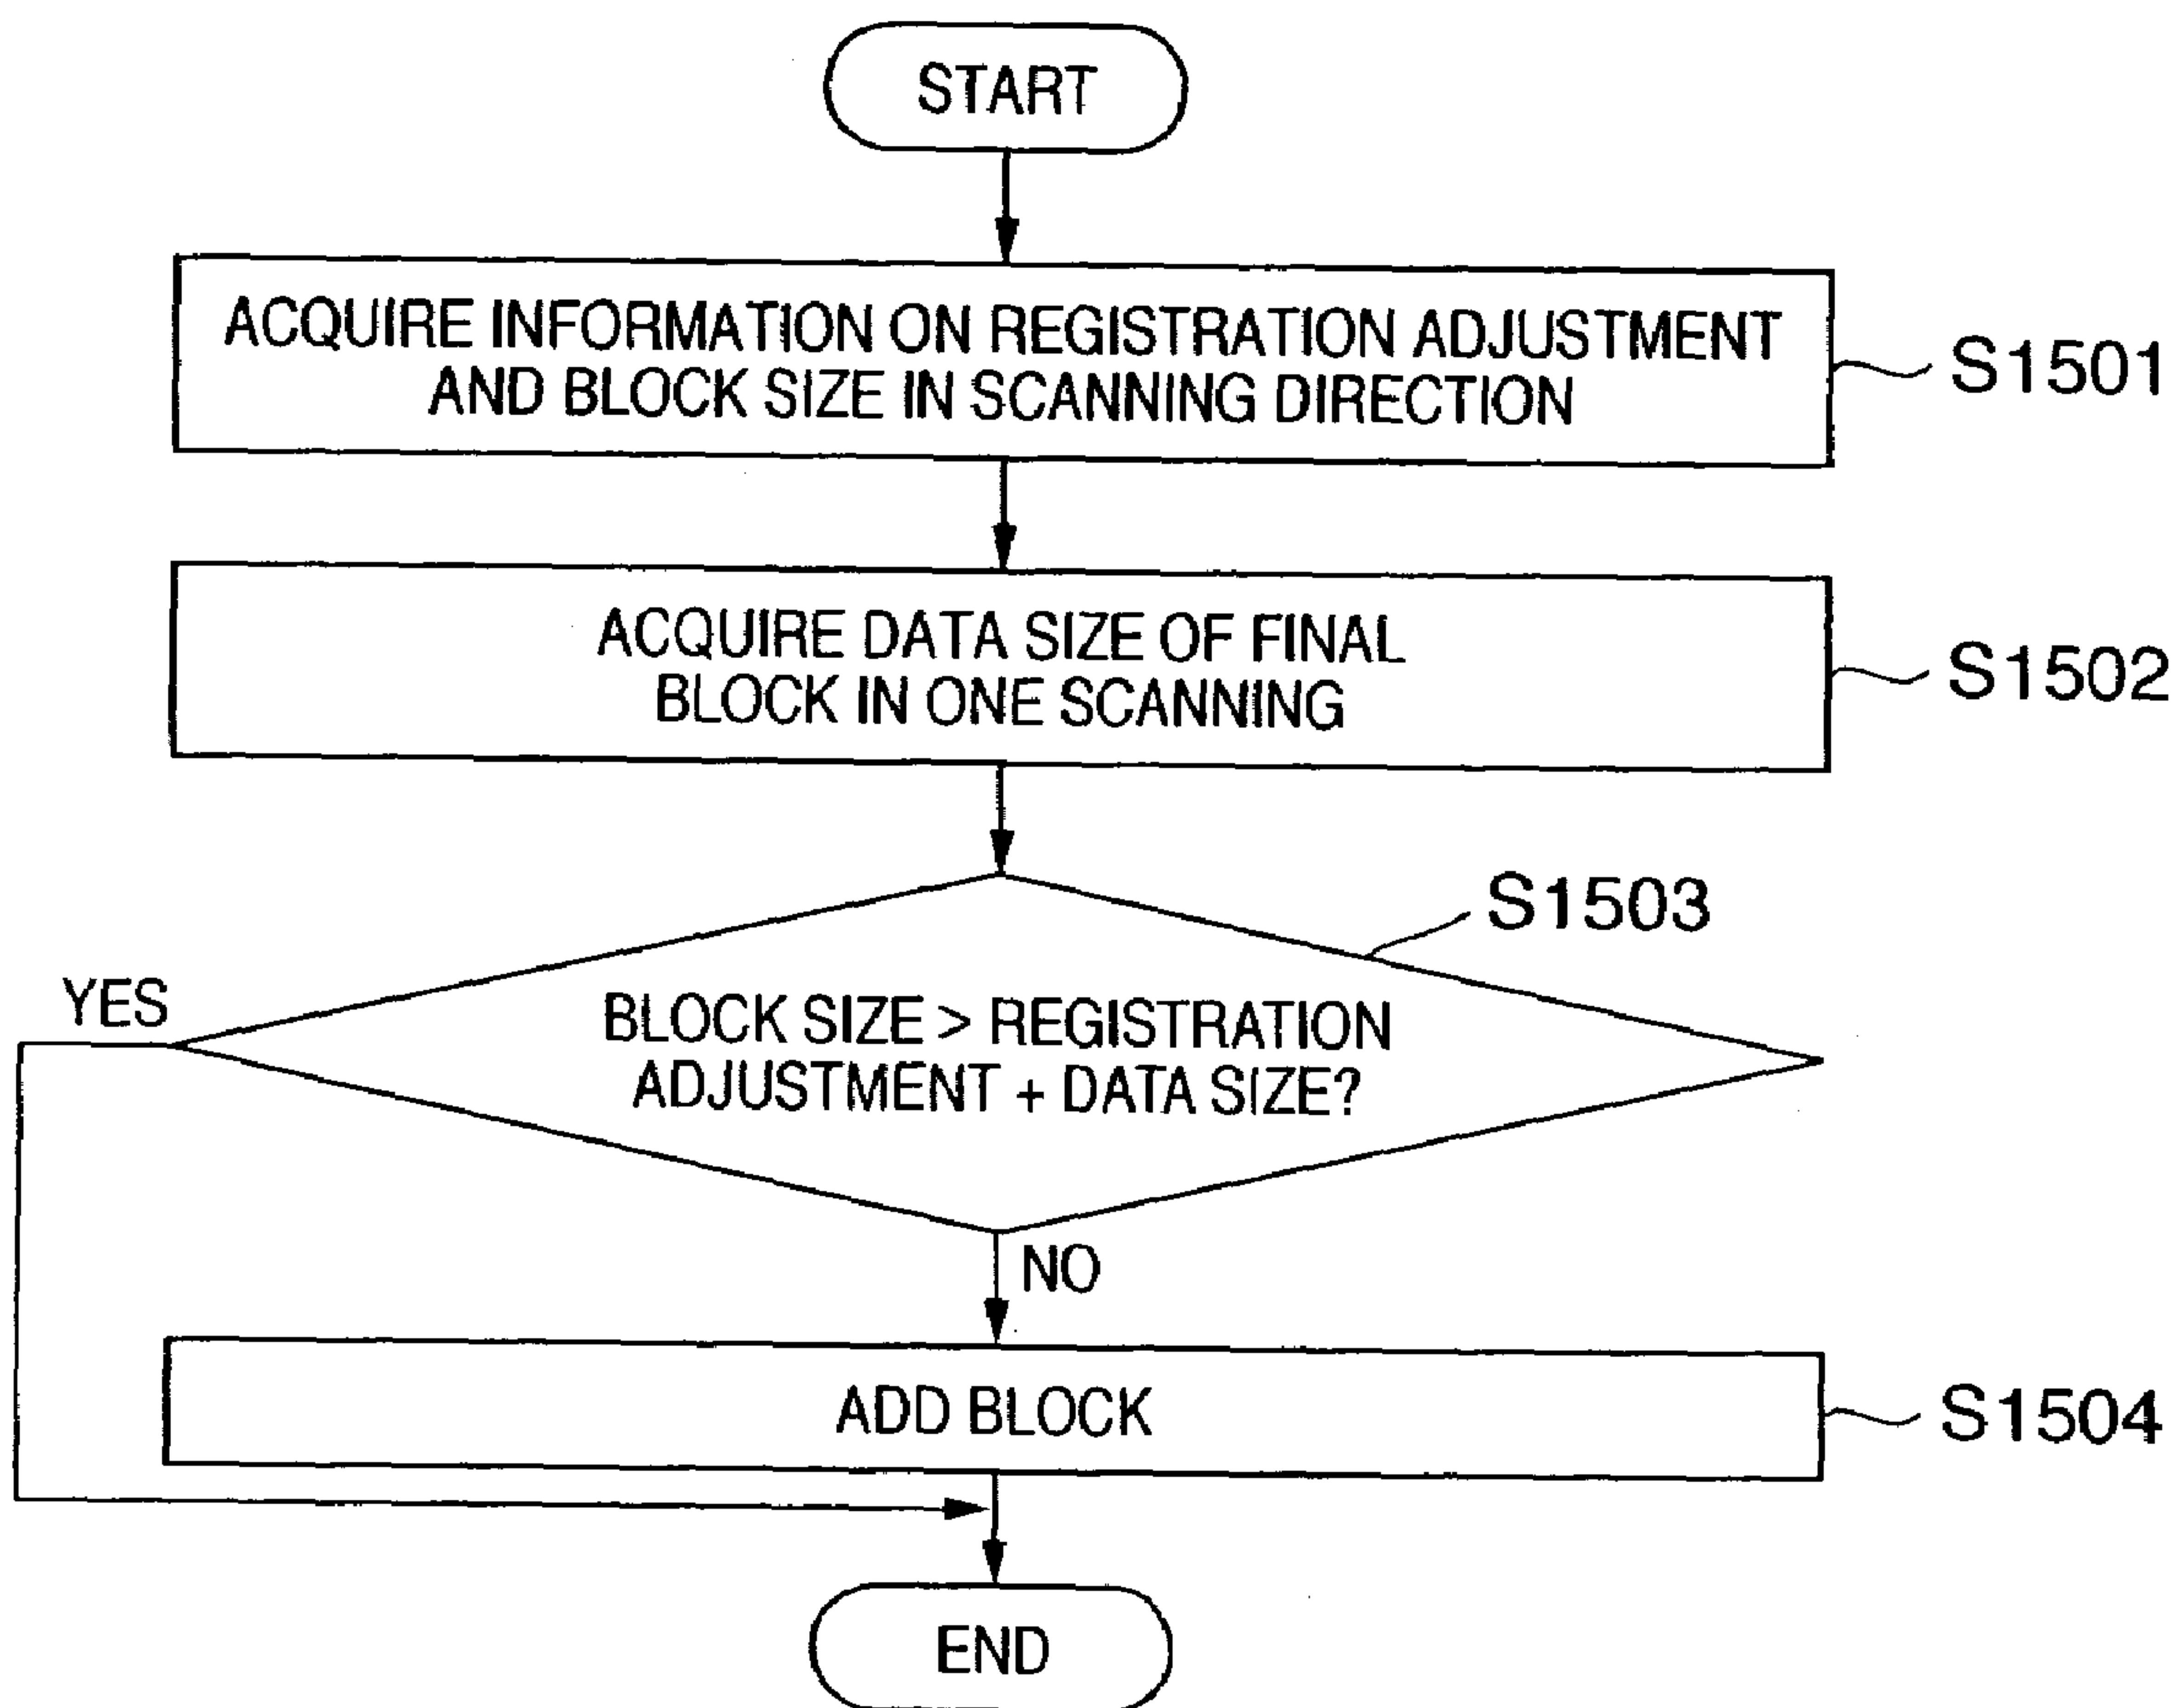 START
ACQUIRE INFORMATION ON REGISTRATION ADJUSTMENT
AND BLOCK SIZE IN SCANNING DIRECTION
S1501
ACQUIRE DATA SIZE OF FINAL
BLOCK IN ONE SCANNING
S1502
S1503
YES
BLOCK SIZE > REGISTRATION
ADJUSTMENT + DATA SIZE?
NO
ADD BLOCK
S1504
END